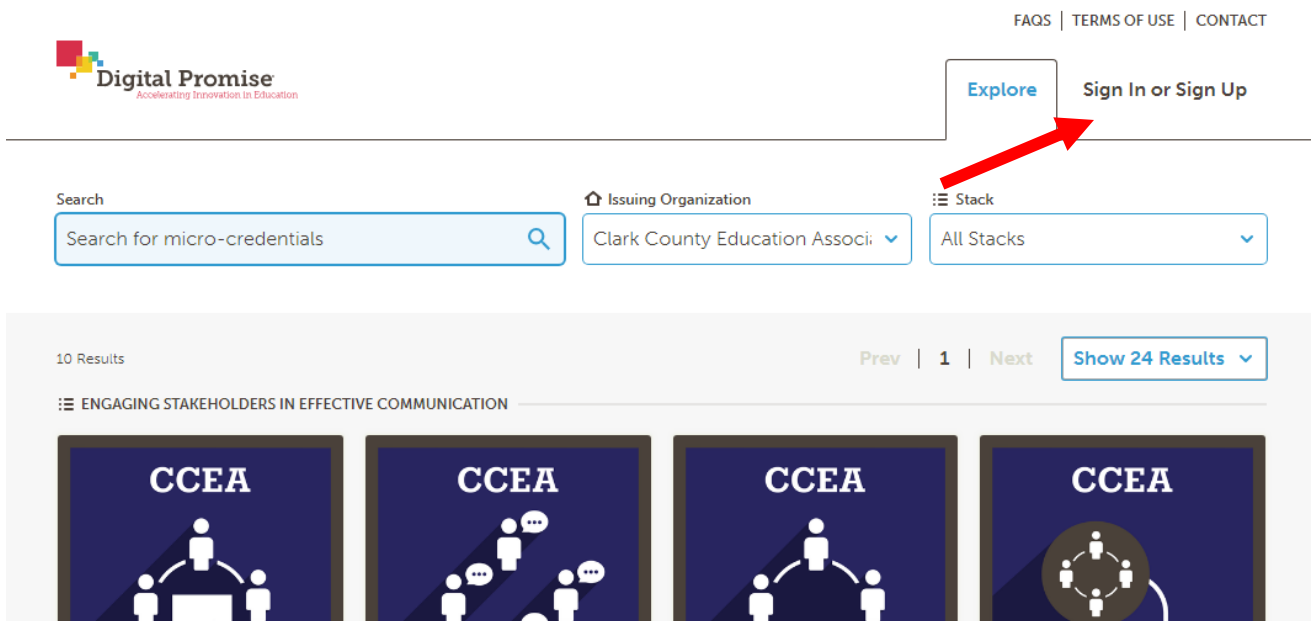 FAQS | TERMS OF USE | CONTACT
Digital Promise
Accelerating Innovation in Education
Explore
Sign In or Sign Up
Search
Issuing Organization
Stack
Search for micro-credentials
Clark County Education Associ
All Stacks
10 Results
Prev | 1 | Next
Show 24 Results
ENGAGING STAKEHOLDERS IN EFFECTIVE COMMUNICATION
CCEA
CCEA
CCEA
CCEA